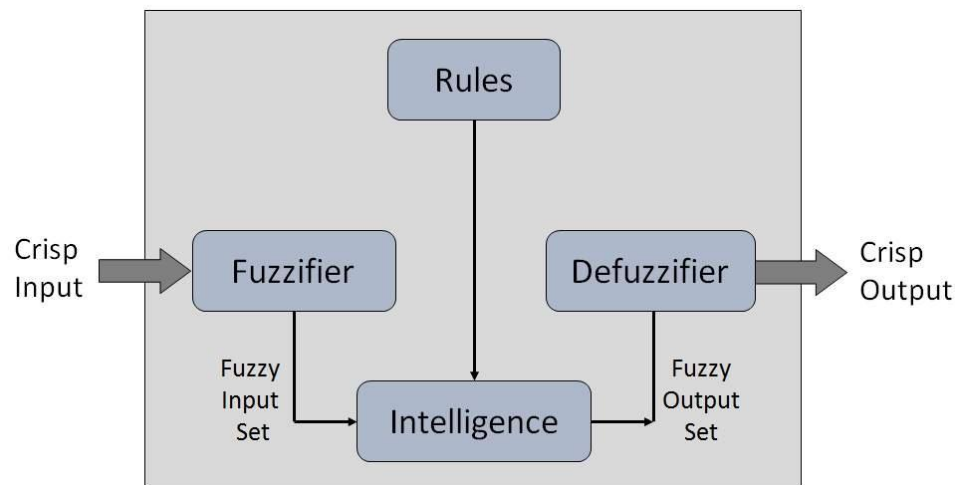 Rules
Crisp
Input
Fuzzifier
Defuzzifier
Crisp
Output
Fuzzy
Input
Set
Intelligence
Fuzzy
Output
Set